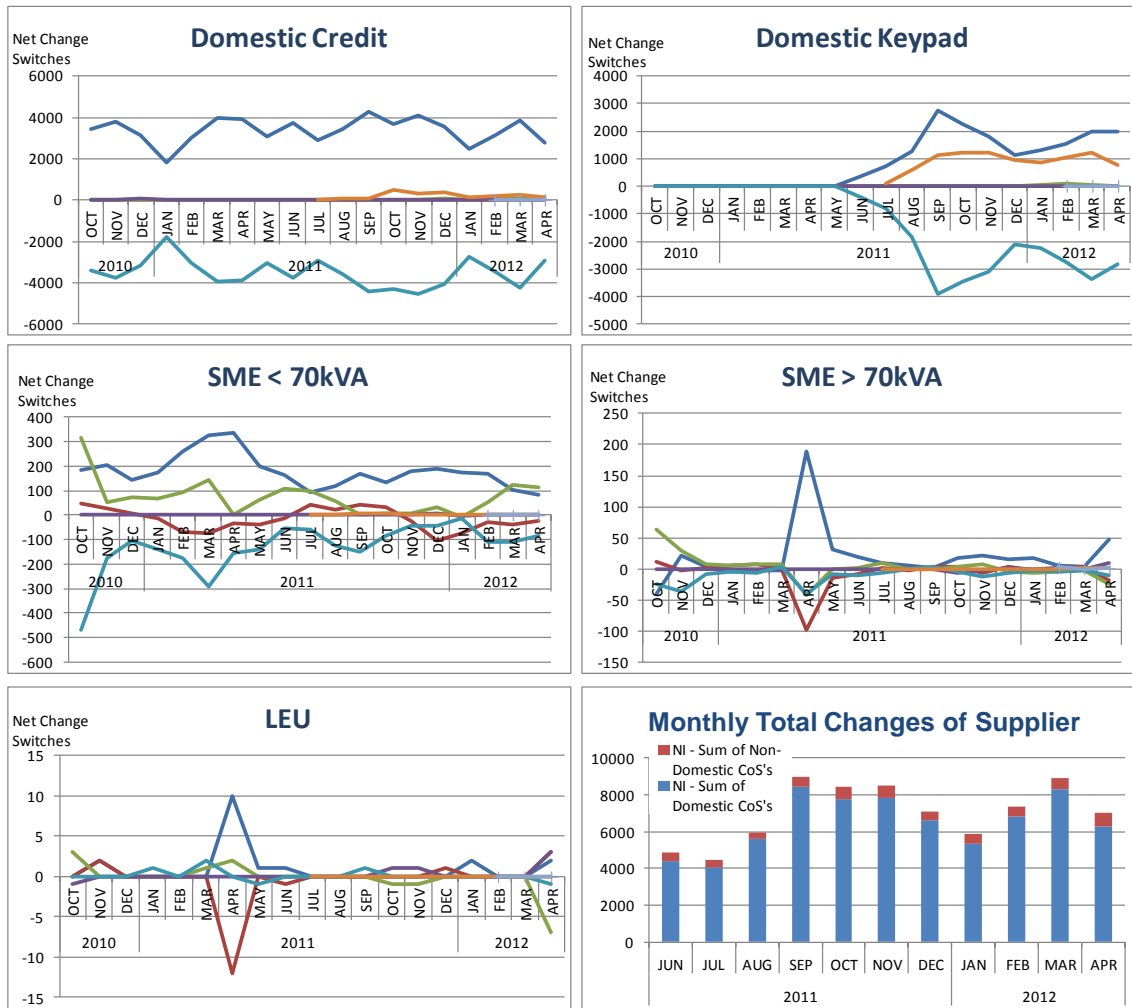 Domestic Credit
Net Change
Switches
6000
4000
2000
0
-2000
-4000
-6000
OCT NOV DEC JAN FEB MAR APR MAY JUN JUL AUG SEP OCT NOV DEC JAN FEB MAR APR
2010 2011 2012
Domestic Keypad
Net Change
Switches
4000
3000
2000
1000
0
-1000
-2000
-3000
-4000
-5000
OCT NOV DEC JAN FEB MAR APR MAY JUN JUL AUG SEP OCT NOV DEC JAN FEB MAR APR
2010 2011 2012
SME < 70kVA
Net Change
Switches
400
300
200
100
0
-100
-200
-300
-400
-500
-600
OCT NOV DEC JAN FEB MAR APR MAY JUN JUL AUG SEP OCT NOV DEC JAN FEB MAR APR
2010 2011 2012
SME > 70kVA
Net Change
Switches
250
200
150
100
50
0
-50
-100
-150
OCT NOV DEC JAN FEB MAR APR MAY JUN JUL AUG SEP OCT NOV DEC JAN FEB MAR APR
2010 2011 2012
LEU
Net Change
Switches
15
10
5
0
-5
-10
-15
OCT NOV DEC JAN FEB MAR APR MAY JUN JUL AUG SEP OCT NOV DEC JAN FEB MAR APR
2010 2011 2012
Monthly Total Changes of Supplier
NI - Sum of Non-
Domestic CoS's
NI - Sum of
Domestic CoS's
10000
8000
6000
4000
2000
0
JUN JUL AUG SEP OCT NOV DEC JAN FEB MAR APR
2011 2012